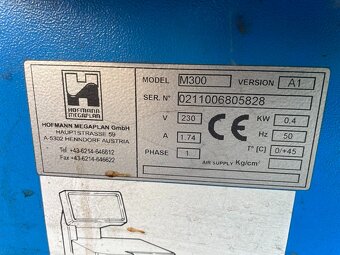 HOFMANN
MEGAPLAN
HOFMANN MEGAPLAN GmbH
HAUPTSTRASSE 59
A-5302 HENNDORF AUSTRIA
Tel +43-6214-646612
Fax +43-6214-646622
MODEL M300 VERSION A1
SER. N° 0211006805828
V 230 KW 0,4
A 1.74 CE Hz 50
PHASE 1 T° [C] 0/+45
AIR SUPPLY Kg/cm²